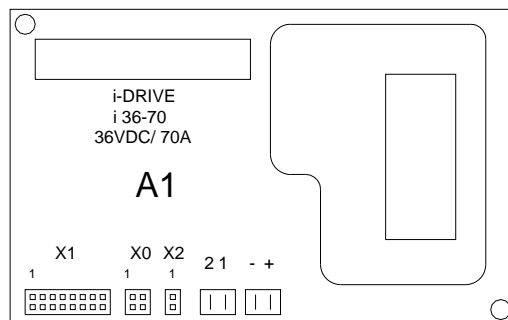 i-DRIVE
i 36-70
36VDC/ 70A
A1
X1 X0 X2 2 1 - +
1 1 1